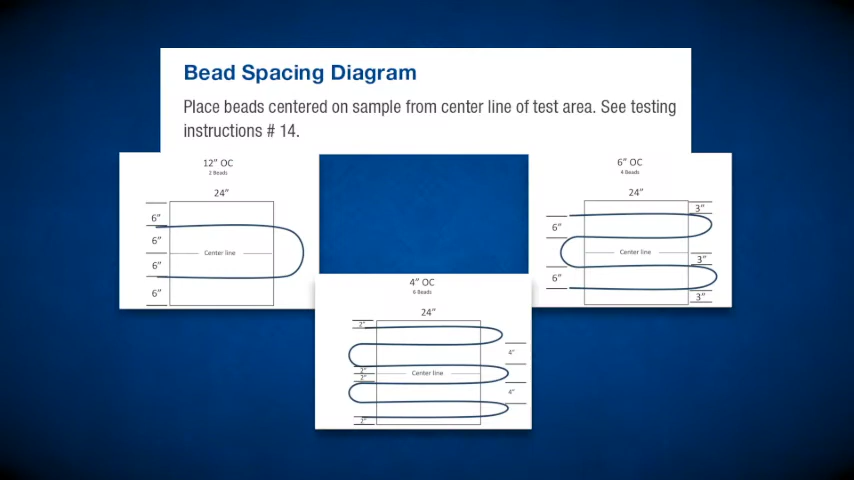 Bead Spacing Diagram
Place beads centered on sample from center line of test area. See testing
instructions # 14.
12" OC
2 Beads
24"
6"
6"
Center line
6"
6"
6" OC
4 Beads
24"
3"
6"
Center line
3"
6"
3"
4" OC
6 Beads
24"
2"
4"
2"
Center line
2"
4"
2"